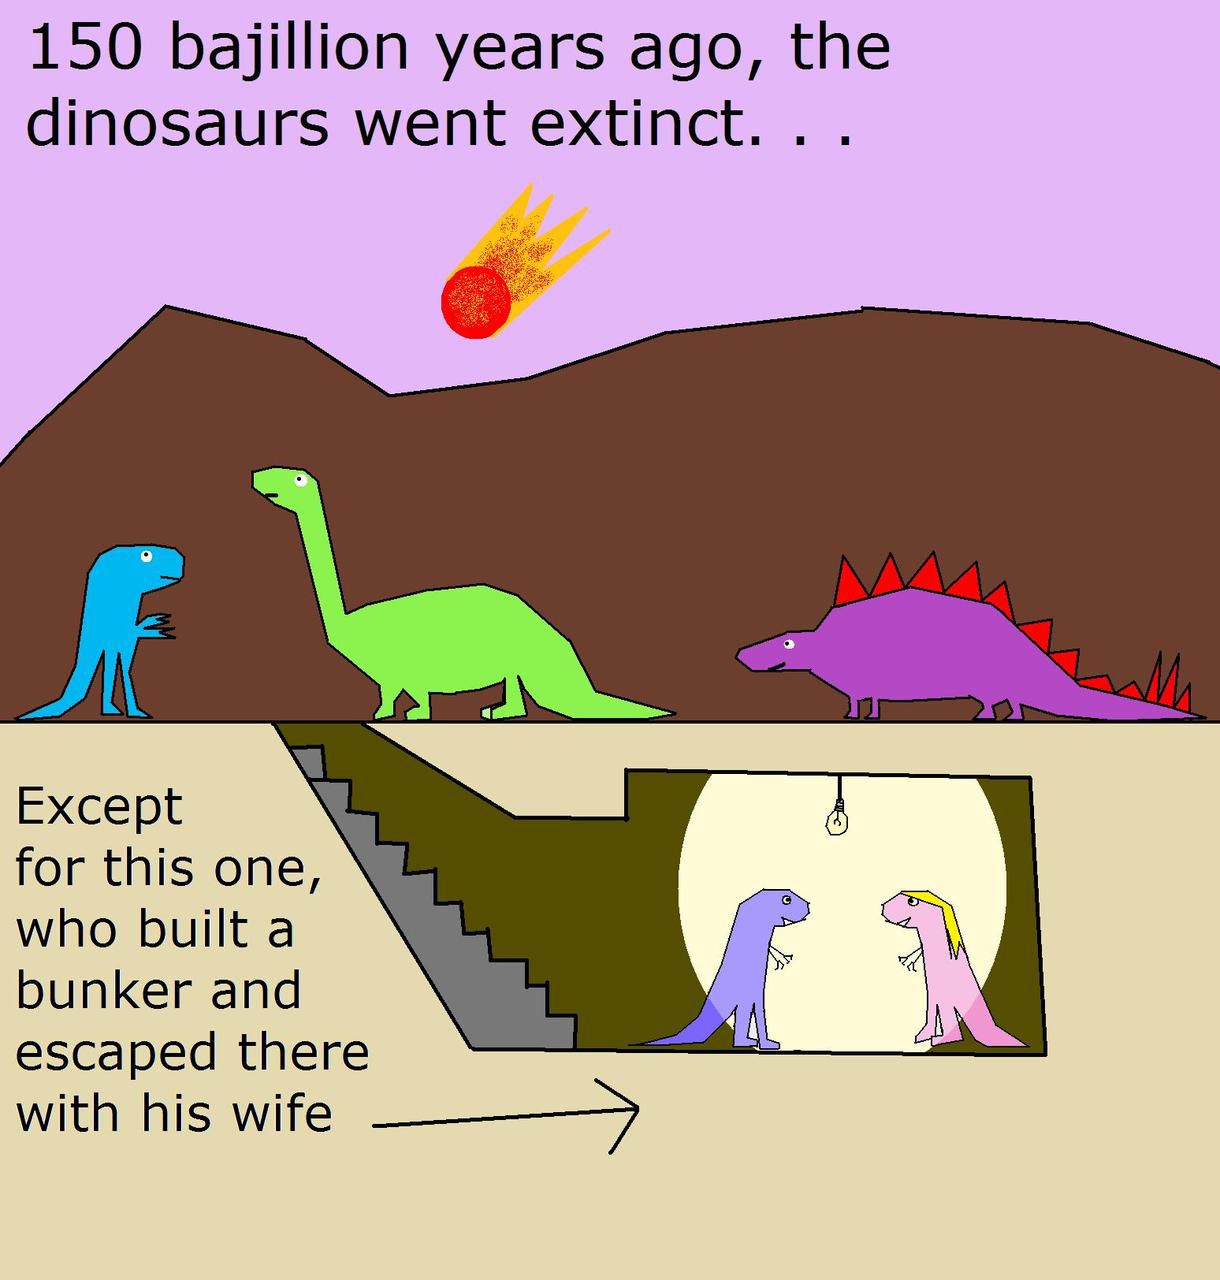 150 bajillion years ago, the
dinosaurs went extinct. . .
Except
for this one,
who built a
bunker and
escaped there
with his wife